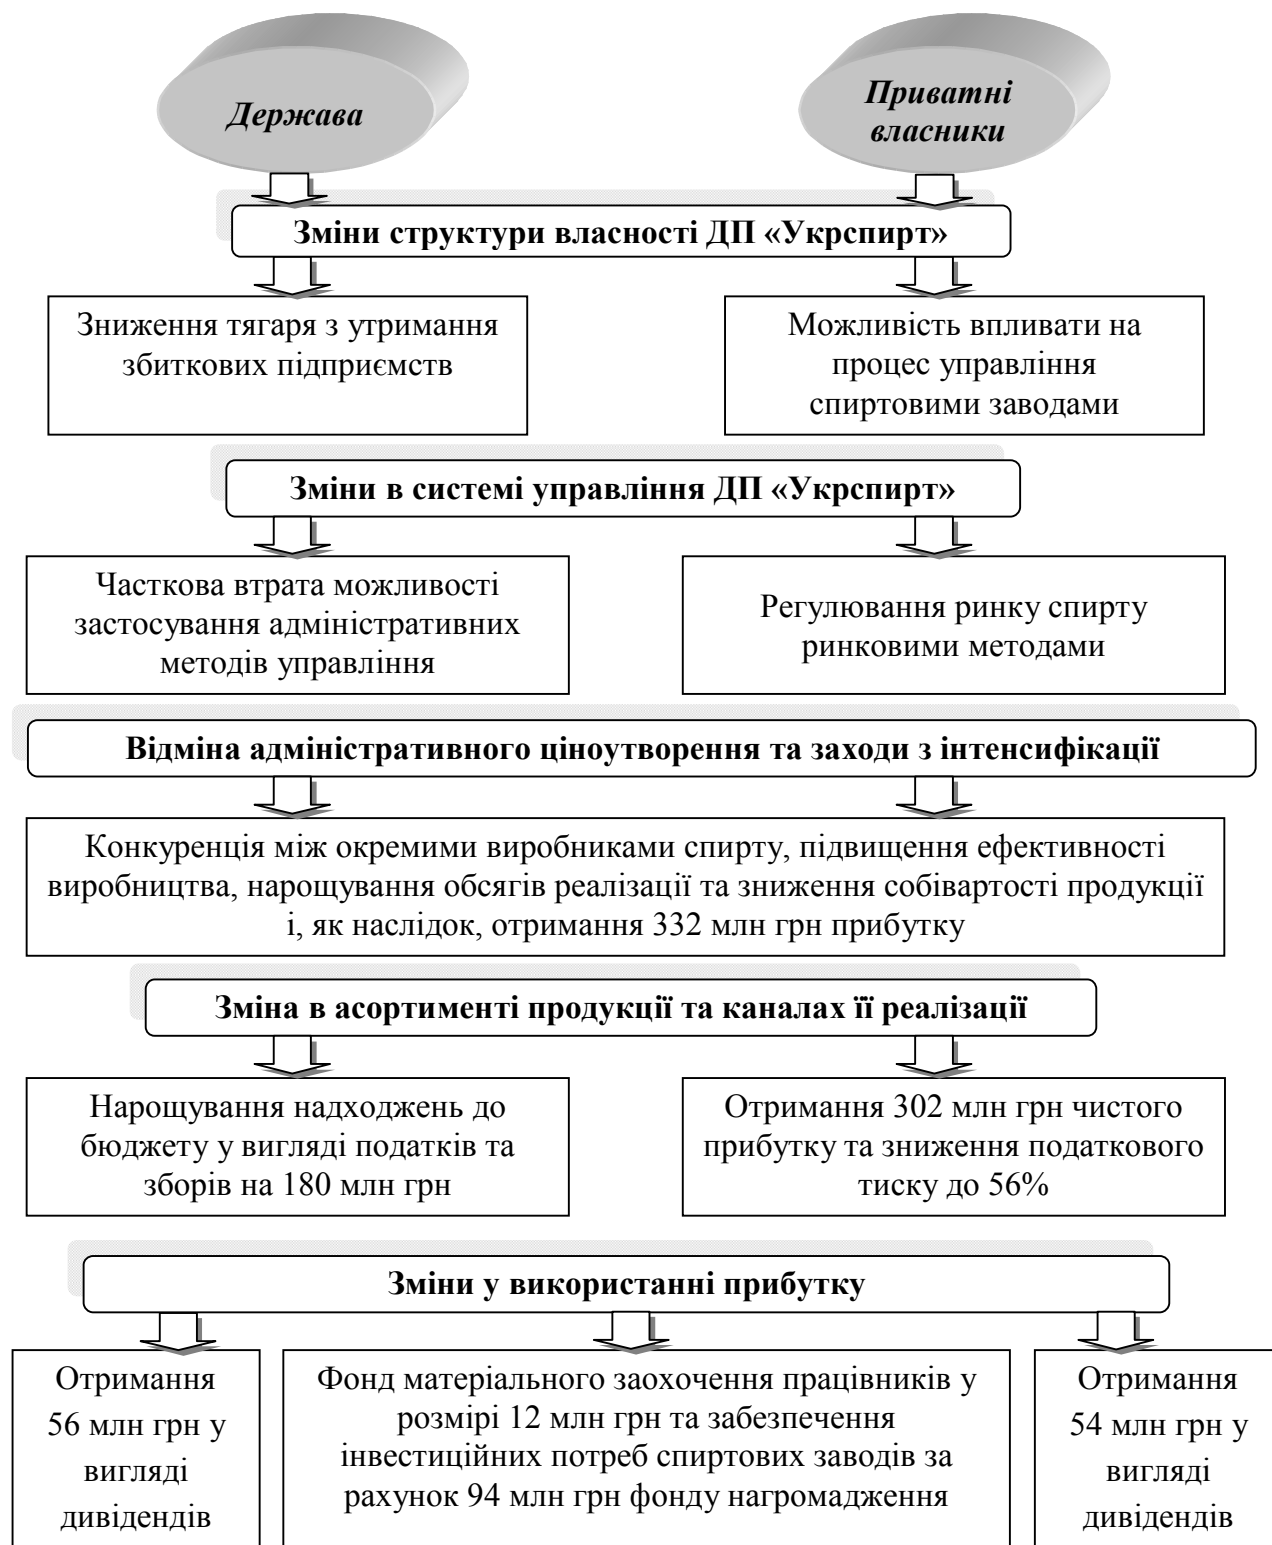 Держава
Приватні
власники
Зміни структури власності ДП «Укрспирт»
Зниження тягаря з утримання
збиткових підприємств
Можливість впливати на
процес управління
спиртовими заводами
Зміни в системі управління ДП «Укрспирт»
Часткова втрата можливості
застосування адміністративних
методів управління
Регулювання ринку спирту
ринковими методами
Відміна адміністративного ціноутворення та заходи з інтенсифікації
Конкуренція між окремими виробниками спирту, підвищення ефективності
виробництва, нарощування обсягів реалізації та зниження собівартості продукції
і, як наслідок, отримання 332 млн грн прибутку
Зміна в асортименті продукції та каналах її реалізації
Нарощування надходжень до
бюджету у вигляді податків та
зборів на 180 млн грн
Отримання 302 млн грн чистого
прибутку та зниження податкового
тиску до 56%
Зміни у використанні прибутку
Отримання
56 млн грн у
вигляді
дивідендів
Фонд матеріального заохочення працівників у
розмірі 12 млн грн та забезпечення
інвестиційних потреб спиртових заводів за
рахунок 94 млн грн фонду нагромадження
Отримання
54 млн грн у
вигляді
дивідендів